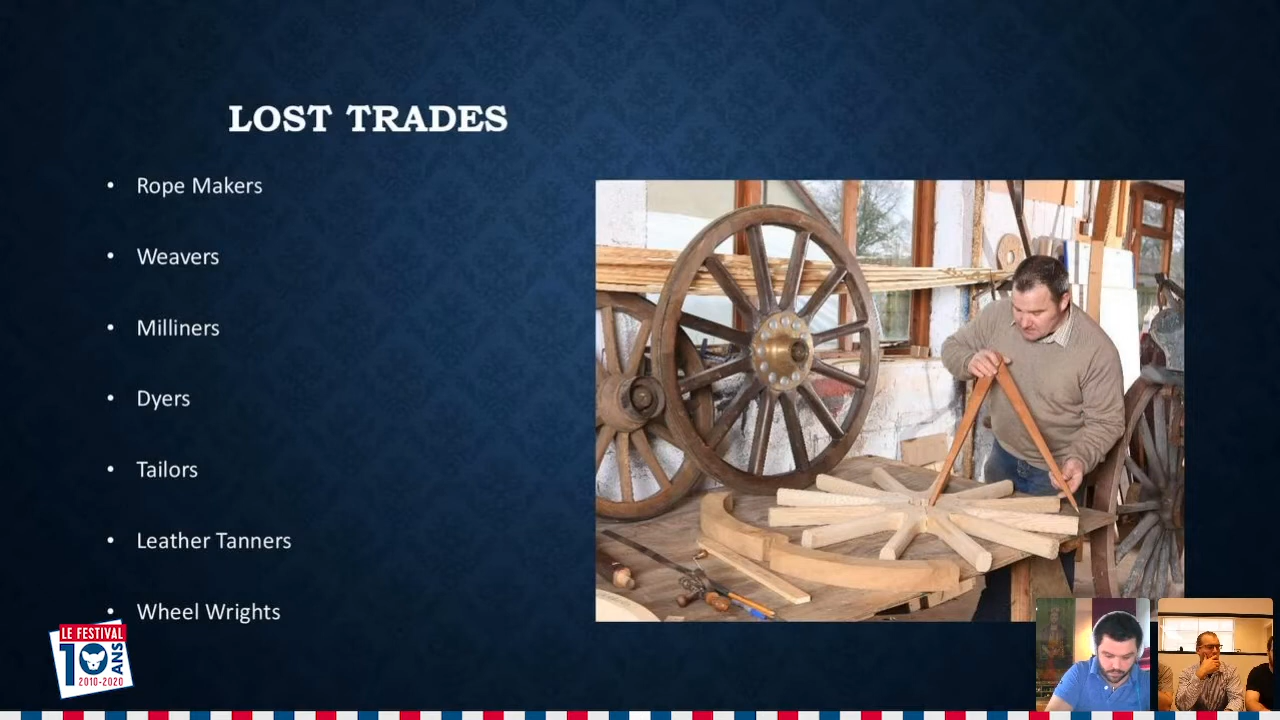 LOST TRADES
• Rope Makers
• Weavers
• Milliners
• Dyers
• Tailors
• Leather Tanners
• Wheel Wrights
LE FESTIVAL
10 ANS
2010-2020